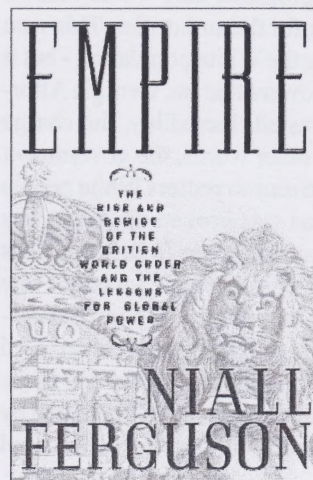 EMPIRE
THE
RISE AND
DEMISE
OF THE
BRITISH
WORLD ORDER
AND THE
LESSONS
FOR GLOBAL
POWER
NIALL
FERGUSON